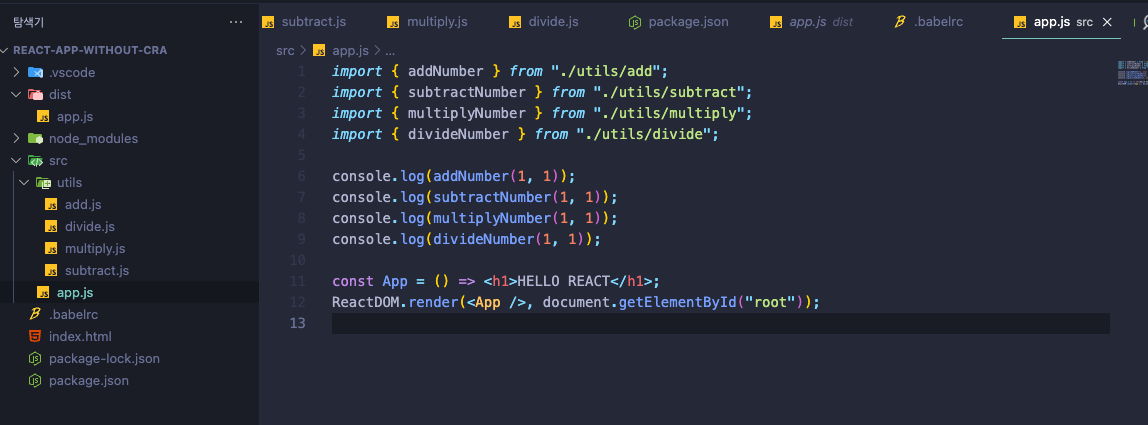 탐색기 ...
REACT-APP-WITHOUT-CRA
.vscode
dist
app.js
node_modules
src
utils
add.js
divide.js
multiply.js
subtract.js
app.js
.babelrc
index.html
package-lock.json
package.json
subtract.js multiply.js divide.js package.json app.js dist .babelrc app.js src
src > app.js > ...
1 import { addNumber } from "./utils/add";
2 import { subtractNumber } from "./utils/subtract";
3 import { multiplyNumber } from "./utils/multiply";
4 import { divideNumber } from "./utils/divide";
5
6 console.log(addNumber(1, 1));
7 console.log(subtractNumber(1, 1));
8 console.log(multiplyNumber(1, 1));
9 console.log(divideNumber(1, 1));
10
11 const App = () => <h1>HELLO REACT</h1>;
12 ReactDOM.render(<App />, document.getElementById("root"));
13